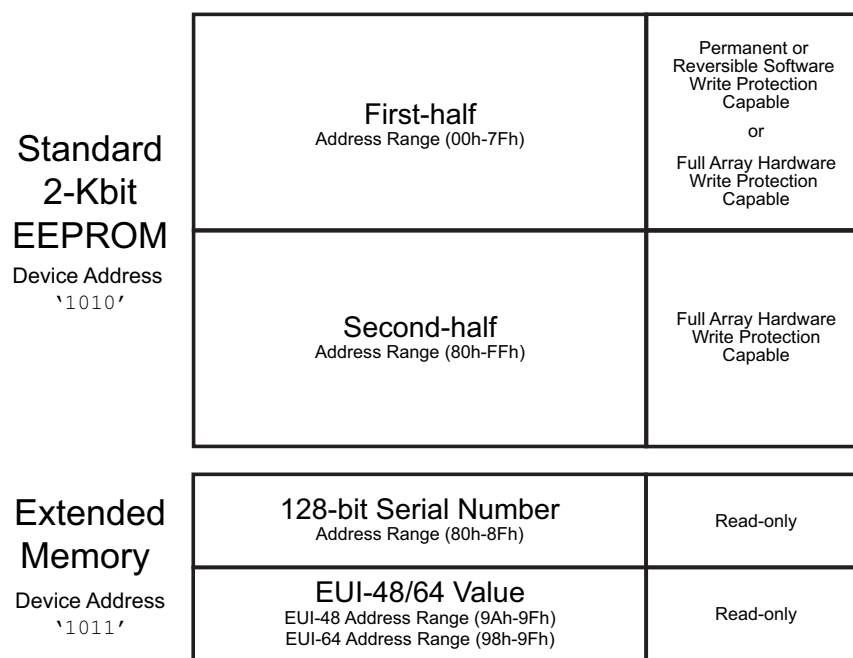 Standard
2-Kbit
EEPROM
Device Address
‘1010’
First-half
Address Range (00h-7Fh)
Permanent or
Reversible Software
Write Protection
Capable
or
Full Array Hardware
Write Protection
Capable
Second-half
Address Range (80h-FFh)
Full Array Hardware
Write Protection
Capable
Extended
Memory
Device Address
‘1011’
128-bit Serial Number
Address Range (80h-8Fh)
Read-only
EUI-48/64 Value
EUI-48 Address Range (9Ah-9Fh)
EUI-64 Address Range (98h-9Fh)
Read-only